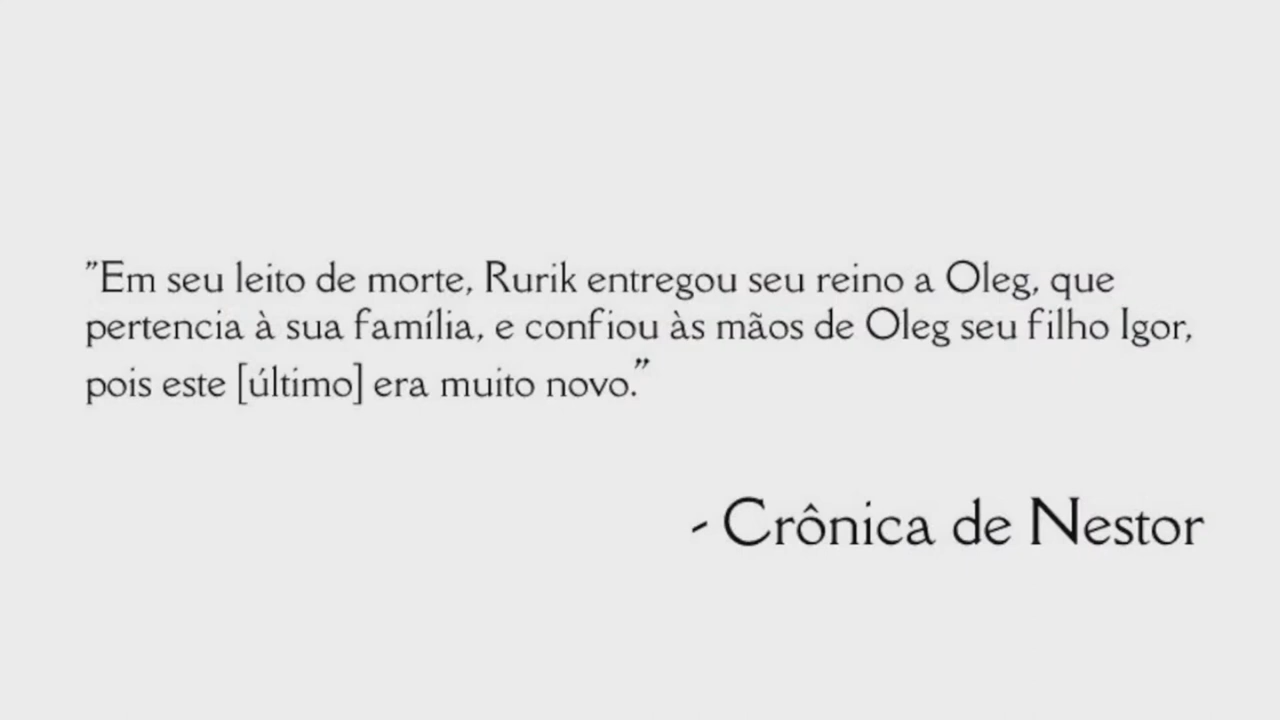 "Em seu leito de morte, Rurik entregou seu reino a Oleg, que
pertencia à sua família, e confiou às mãos de Oleg seu filho Igor,
pois este [último] era muito novo."
- Crônica de Nestor